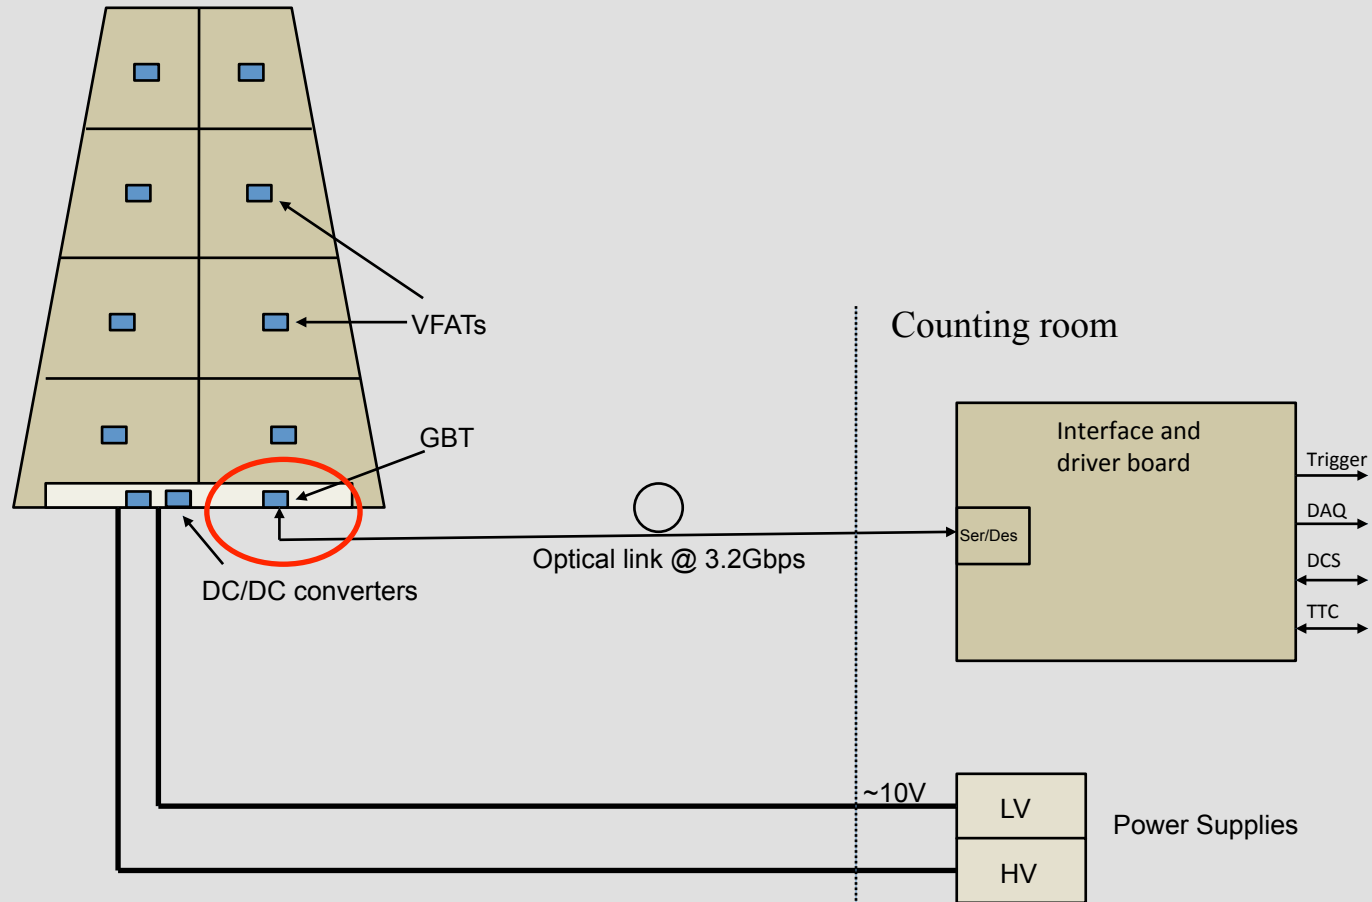 VFATs
Counting room
GBT
Interface and
driver board
Trigger
DAQ
Ser/Des
Optical link @ 3.2Gbps
DCS
DC/DC converters
TTC
~10V
LV
Power Supplies
HV